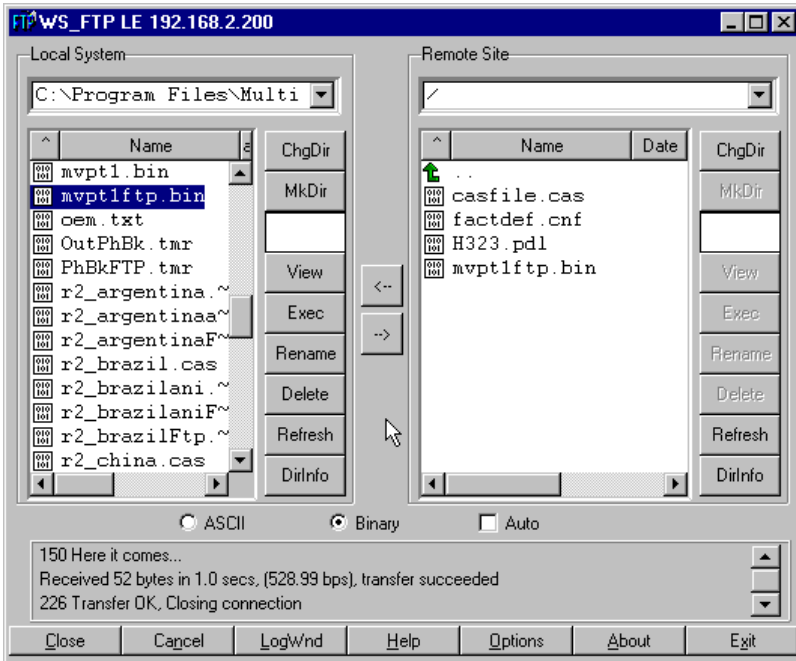 WS_FTP LE 192.168.2.200
Local System
C:\Program Files\Multi
^ Name
mvpt1.bin
mvpt1ftp.bin
oem.txt
OutPhBk.tmr
PhBkFTP.tmr
r2_argentina.~
r2_argentinaa~
r2_argentinaF~
r2_brazil.cas
r2_brazilani.~
r2_brazilaniF~
r2_brazilFtp.~
r2_china.cas
ChgDir
MkDir
View
Exec
Rename
Delete
Refresh
DirInfo
<--
-->
Remote Site
/
^ Name Date
..
casfile.cas
factdef.cnf
H323.pdl
mvpt1ftp.bin
ChgDir
MkDir
View
Exec
Rename
Delete
Refresh
DirInfo
ASCII Binary Auto
150 Here it comes...
Received 52 bytes in 1.0 secs, (528.99 bps), transfer succeeded
226 Transfer OK, Closing connection
Close Cancel LogWnd Help Options About Exit